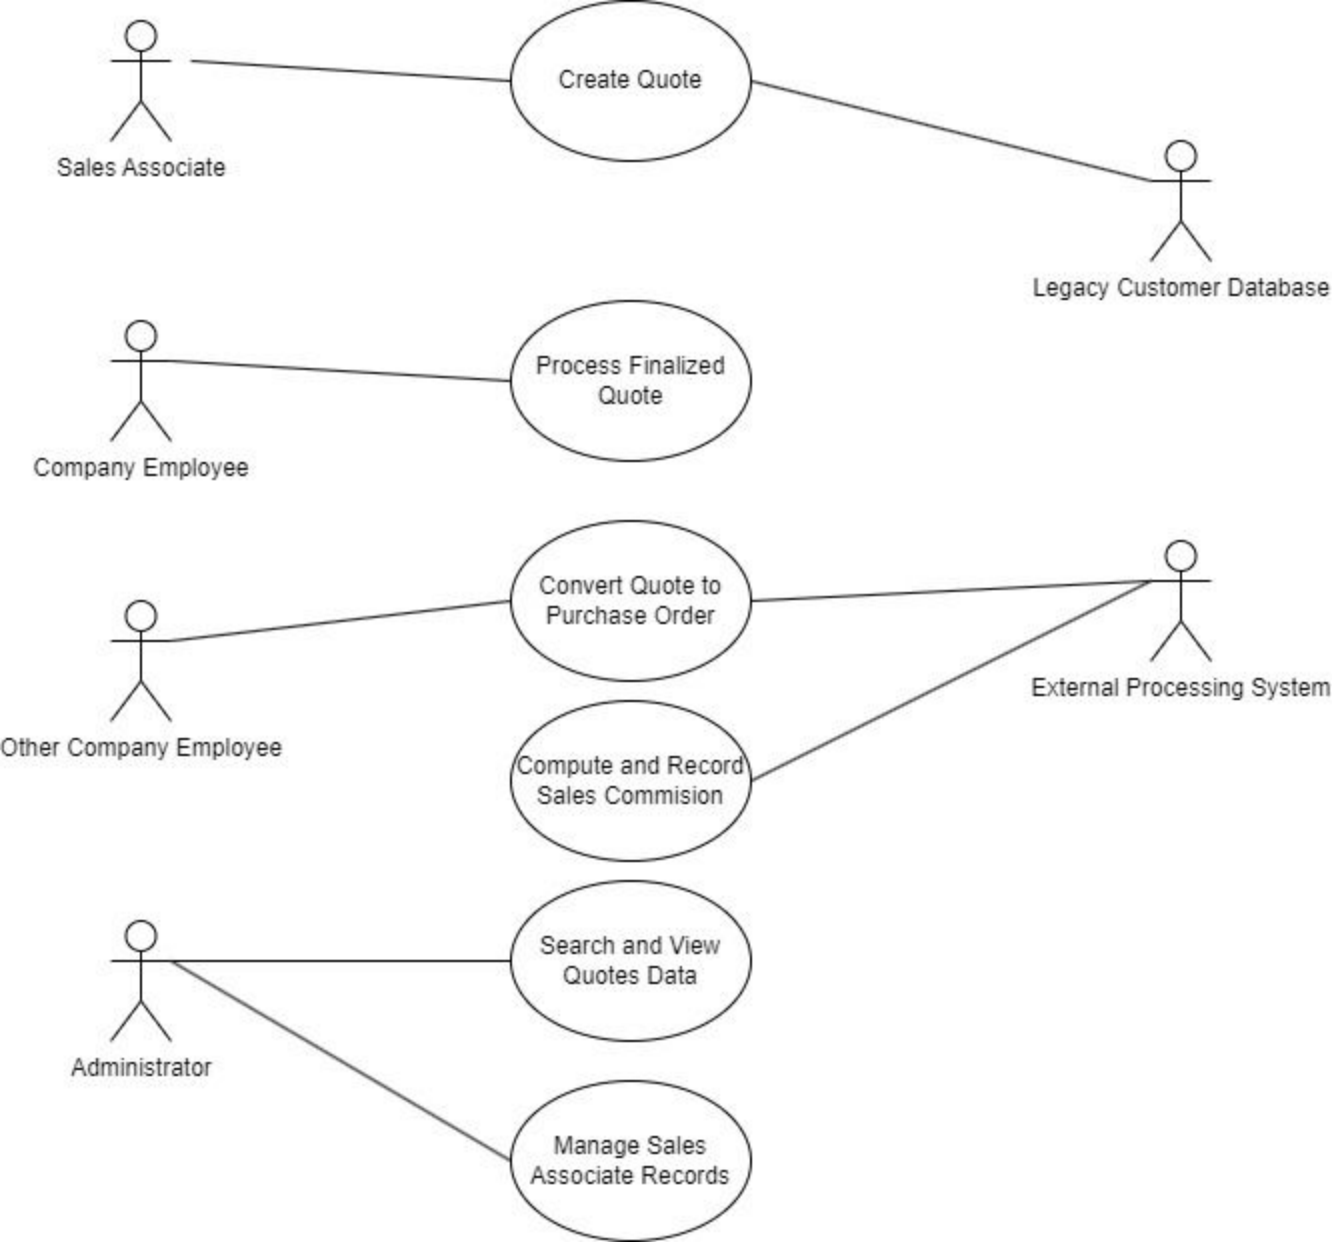 Create Quote
Sales Associate
Legacy Customer Database
Process Finalized
Quote
Company Employee
Convert Quote to
Purchase Order
External Processing System
Other Company Employee
Compute and Record
Sales Commision
Search and View
Quotes Data
Administrator
Manage Sales
Associate Records